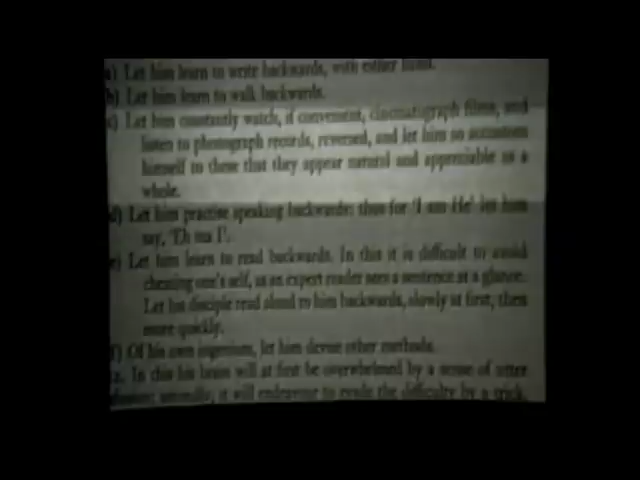 a) Let him learn to write backwards, with either hand.
b) Let him learn to walk backwards.
c) Let him constantly watch, if convenient, cinematograph films, and
listen to photograph records, reversed, and let him so accustom
himself to these that they appear natural and appreciable as a
whole.
d) Let him practise speaking backwards: thus for 'I am He' let him
say, 'Eh ma I'.
e) Let him learn to read backwards. In this it is difficult to avoid
cheating one's self, as an expert reader sees a sentence at a glance.
Let his disciple read aloud to him backwards, slowly at first, then
more quickly.
f) Of his own ingenium, let him devise other methods.
2. In this his brain will at first be overwhelmed by a sense of utter
secondly, it will endeavour to evade the difficulty by a trick.